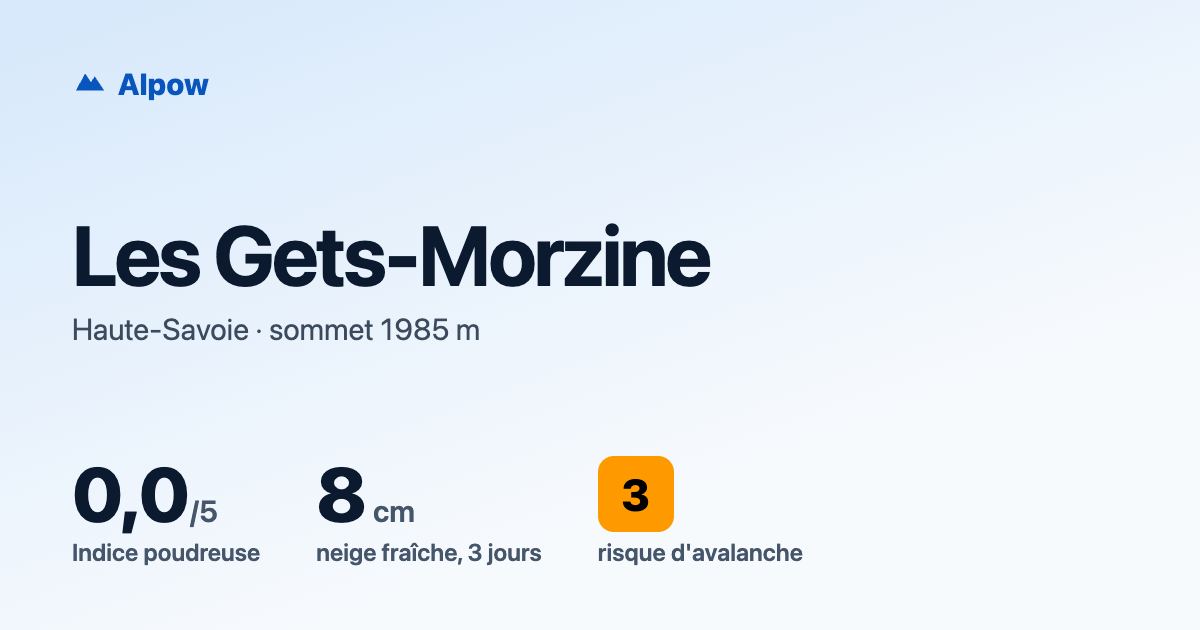 Alpow
Les Gets-Morzine
Haute-Savoie · sommet 1985 m
0,0/5
Indice poudreuse
8 cm
neige fraîche, 3 jours
3
risque d'avalanche